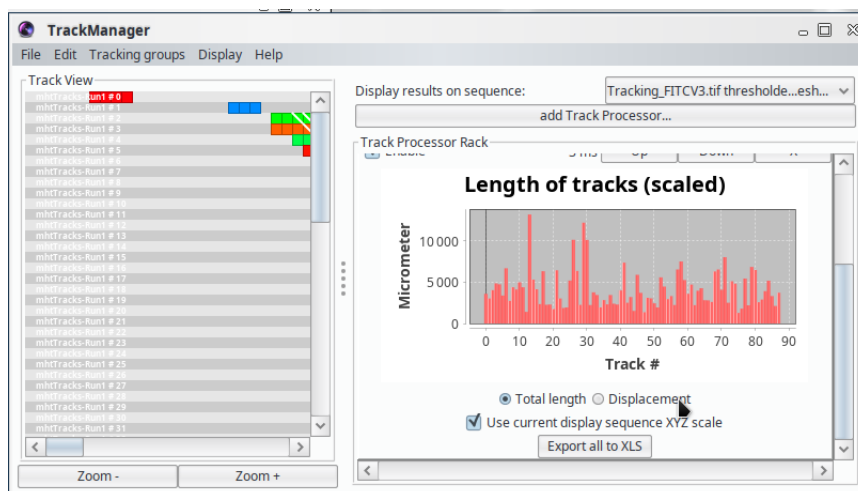 TrackManager
File Edit Tracking groups Display Help
Track View
mhtTracks-Run1 # 0
mhtTracks-Run1 # 1
mhtTracks-Run1 # 2
mhtTracks-Run1 # 3
mhtTracks-Run1 # 4
mhtTracks-Run1 # 5
mhtTracks-Run1 # 6
mhtTracks-Run1 # 7
mhtTracks-Run1 # 8
mhtTracks-Run1 # 9
mhtTracks-Run1 # 10
mhtTracks-Run1 # 11
mhtTracks-Run1 # 12
mhtTracks-Run1 # 13
mhtTracks-Run1 # 14
mhtTracks-Run1 # 15
mhtTracks-Run1 # 16
mhtTracks-Run1 # 17
mhtTracks-Run1 # 18
mhtTracks-Run1 # 19
mhtTracks-Run1 # 20
mhtTracks-Run1 # 21
mhtTracks-Run1 # 22
mhtTracks-Run1 # 23
mhtTracks-Run1 # 24
mhtTracks-Run1 # 25
mhtTracks-Run1 # 26
mhtTracks-Run1 # 27
mhtTracks-Run1 # 28
mhtTracks-Run1 # 29
mhtTracks-Run1 # 30
mhtTracks-Run1 # 31
Zoom - Zoom +
Display results on sequence: Tracking_FITCV3.tif thresholde...esh...
add Track Processor...
Track Processor Rack
Enable 5 ms Up Down X
Length of tracks (scaled)
Micrometer
10 000
5 000
0
0 10 20 30 40 50 60 70 80 90
Track #
Total length Displacement
Use current display sequence XYZ scale
Export all to XLS